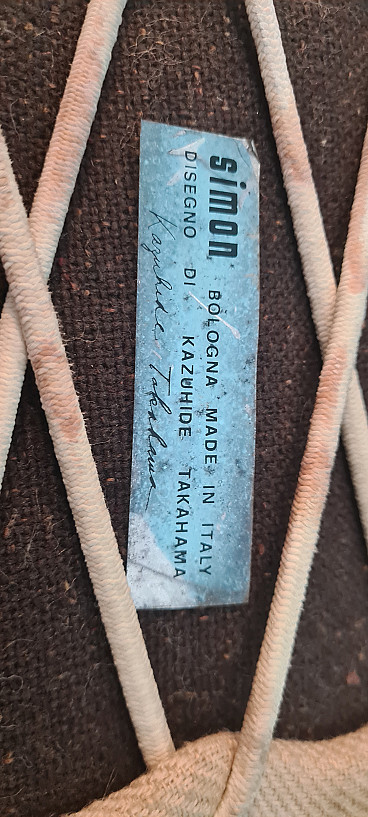 simon BOLOGNA MADE IN ITALY
DISEGNO DI KAZUHIDE TAKAHAMA
Kazuhide Takahama